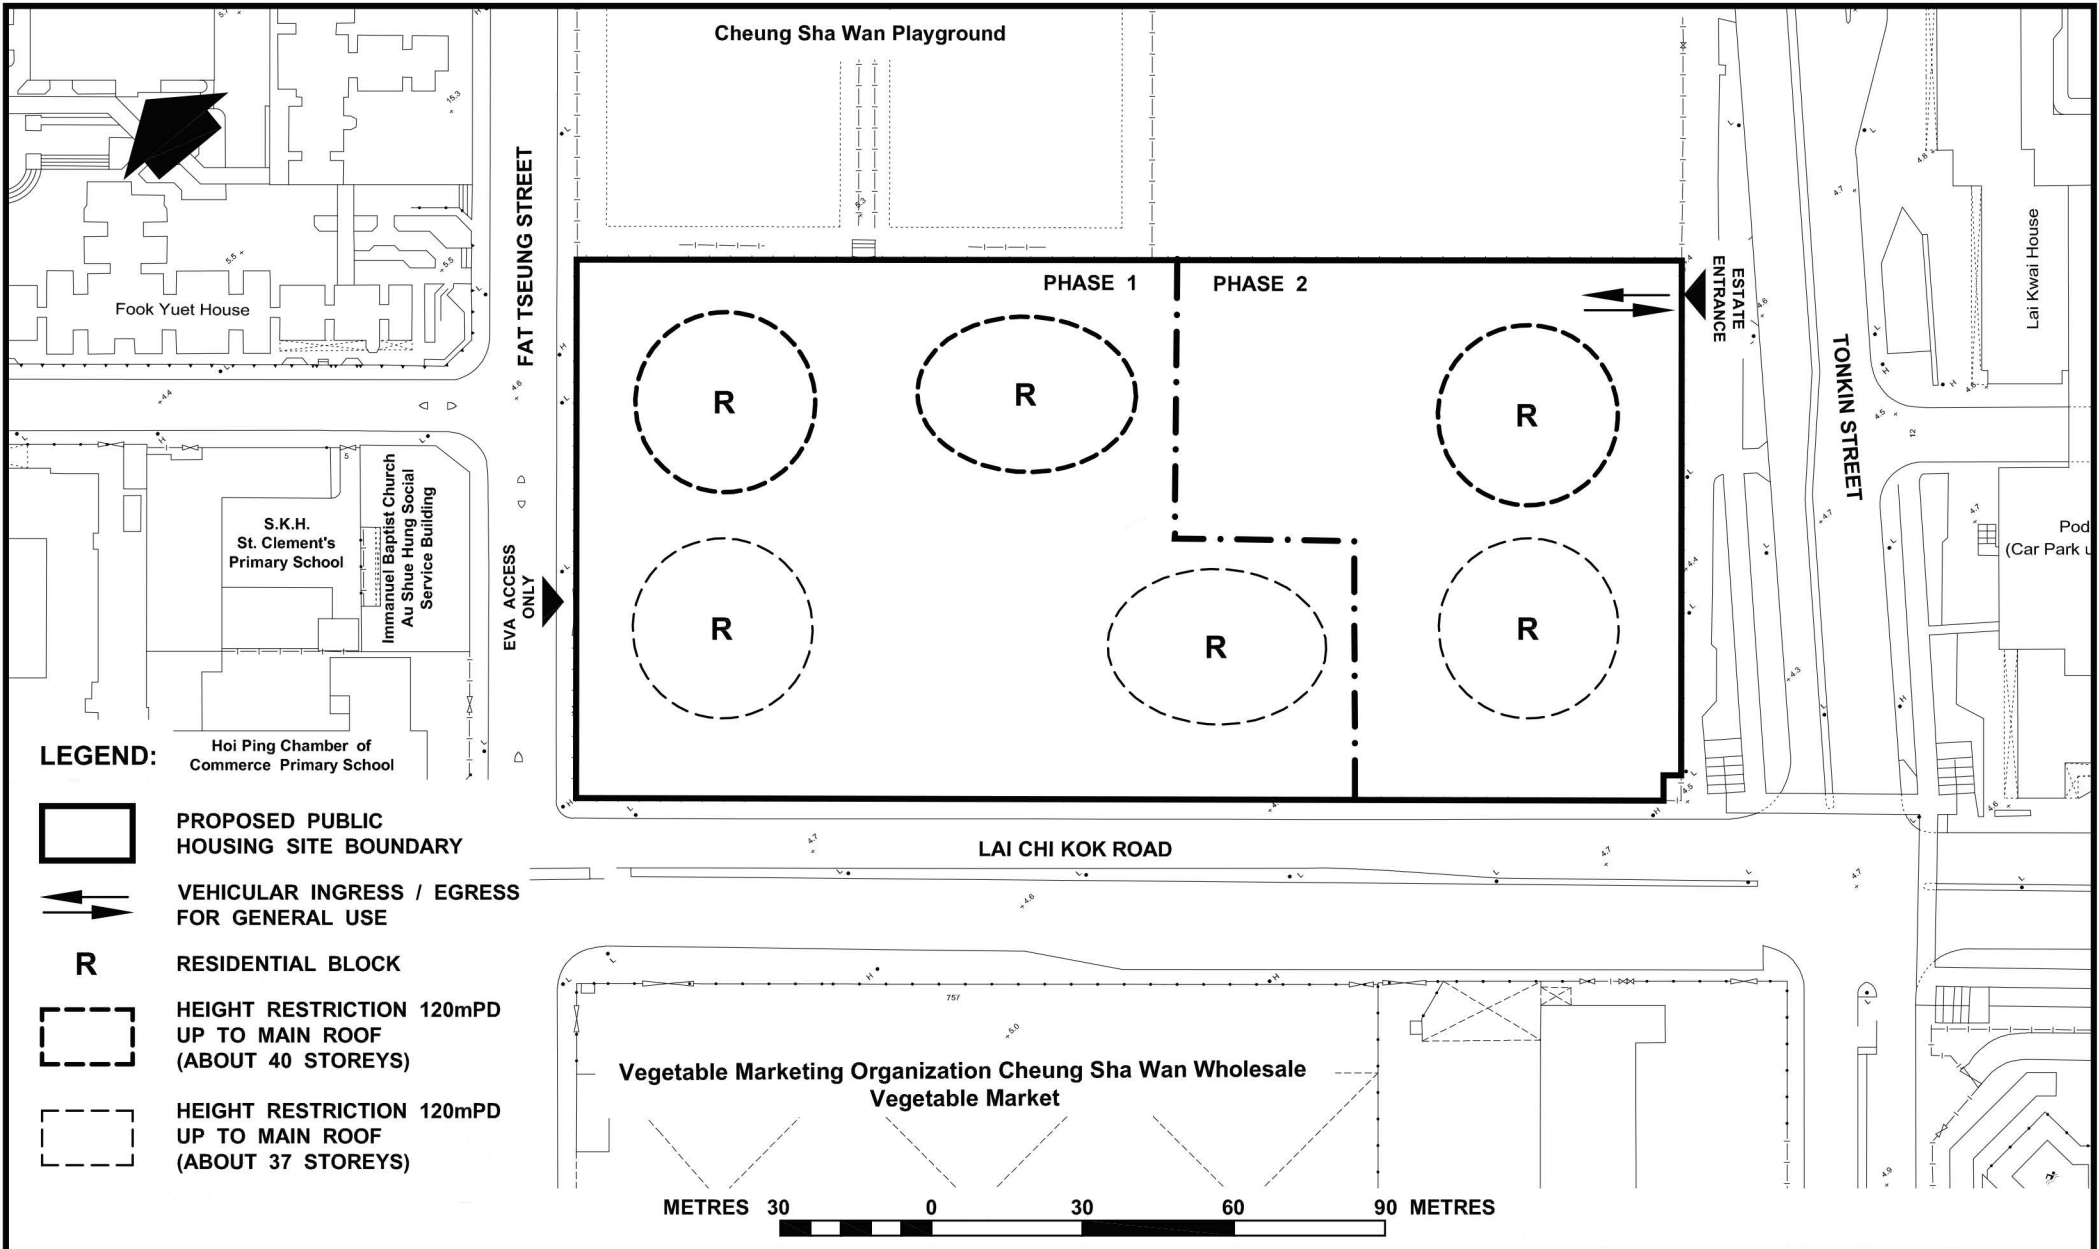 Cheung Sha Wan Playground
FAT TSEUNG STREET
Fook Yuet House
PHASE 1
PHASE 2
ESTATE
ENTRANCE
TONKIN STREET
Lai Kwai House
R
R
R
R
R
R
S.K.H.
St. Clement's
Primary School
Immanuel Baptist Church
Au Shue Hung Social
Service Building
EVA ACCESS
ONLY
Pod
(Car Park u
Hoi Ping Chamber of
Commerce Primary School
LAI CHI KOK ROAD
757
Vegetable Marketing Organization Cheung Sha Wan Wholesale
Vegetable Market
LEGEND:
PROPOSED PUBLIC
HOUSING SITE BOUNDARY
VEHICULAR INGRESS / EGRESS
FOR GENERAL USE
R
RESIDENTIAL BLOCK
HEIGHT RESTRICTION 120mPD
UP TO MAIN ROOF
(ABOUT 40 STOREYS)
HEIGHT RESTRICTION 120mPD
UP TO MAIN ROOF
(ABOUT 37 STOREYS)
METRES 30 0 30 60 90 METRES